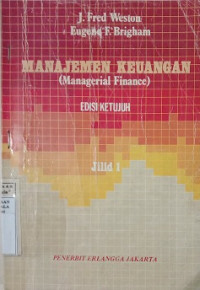 J. Fred Weston
Eugene F. Brigham
MANAJEMEN KEUANGAN
(Managerial Finance)
EDISI KETUJUH
Jilid 1
PENERBIT ERLANGGA JAKARTA